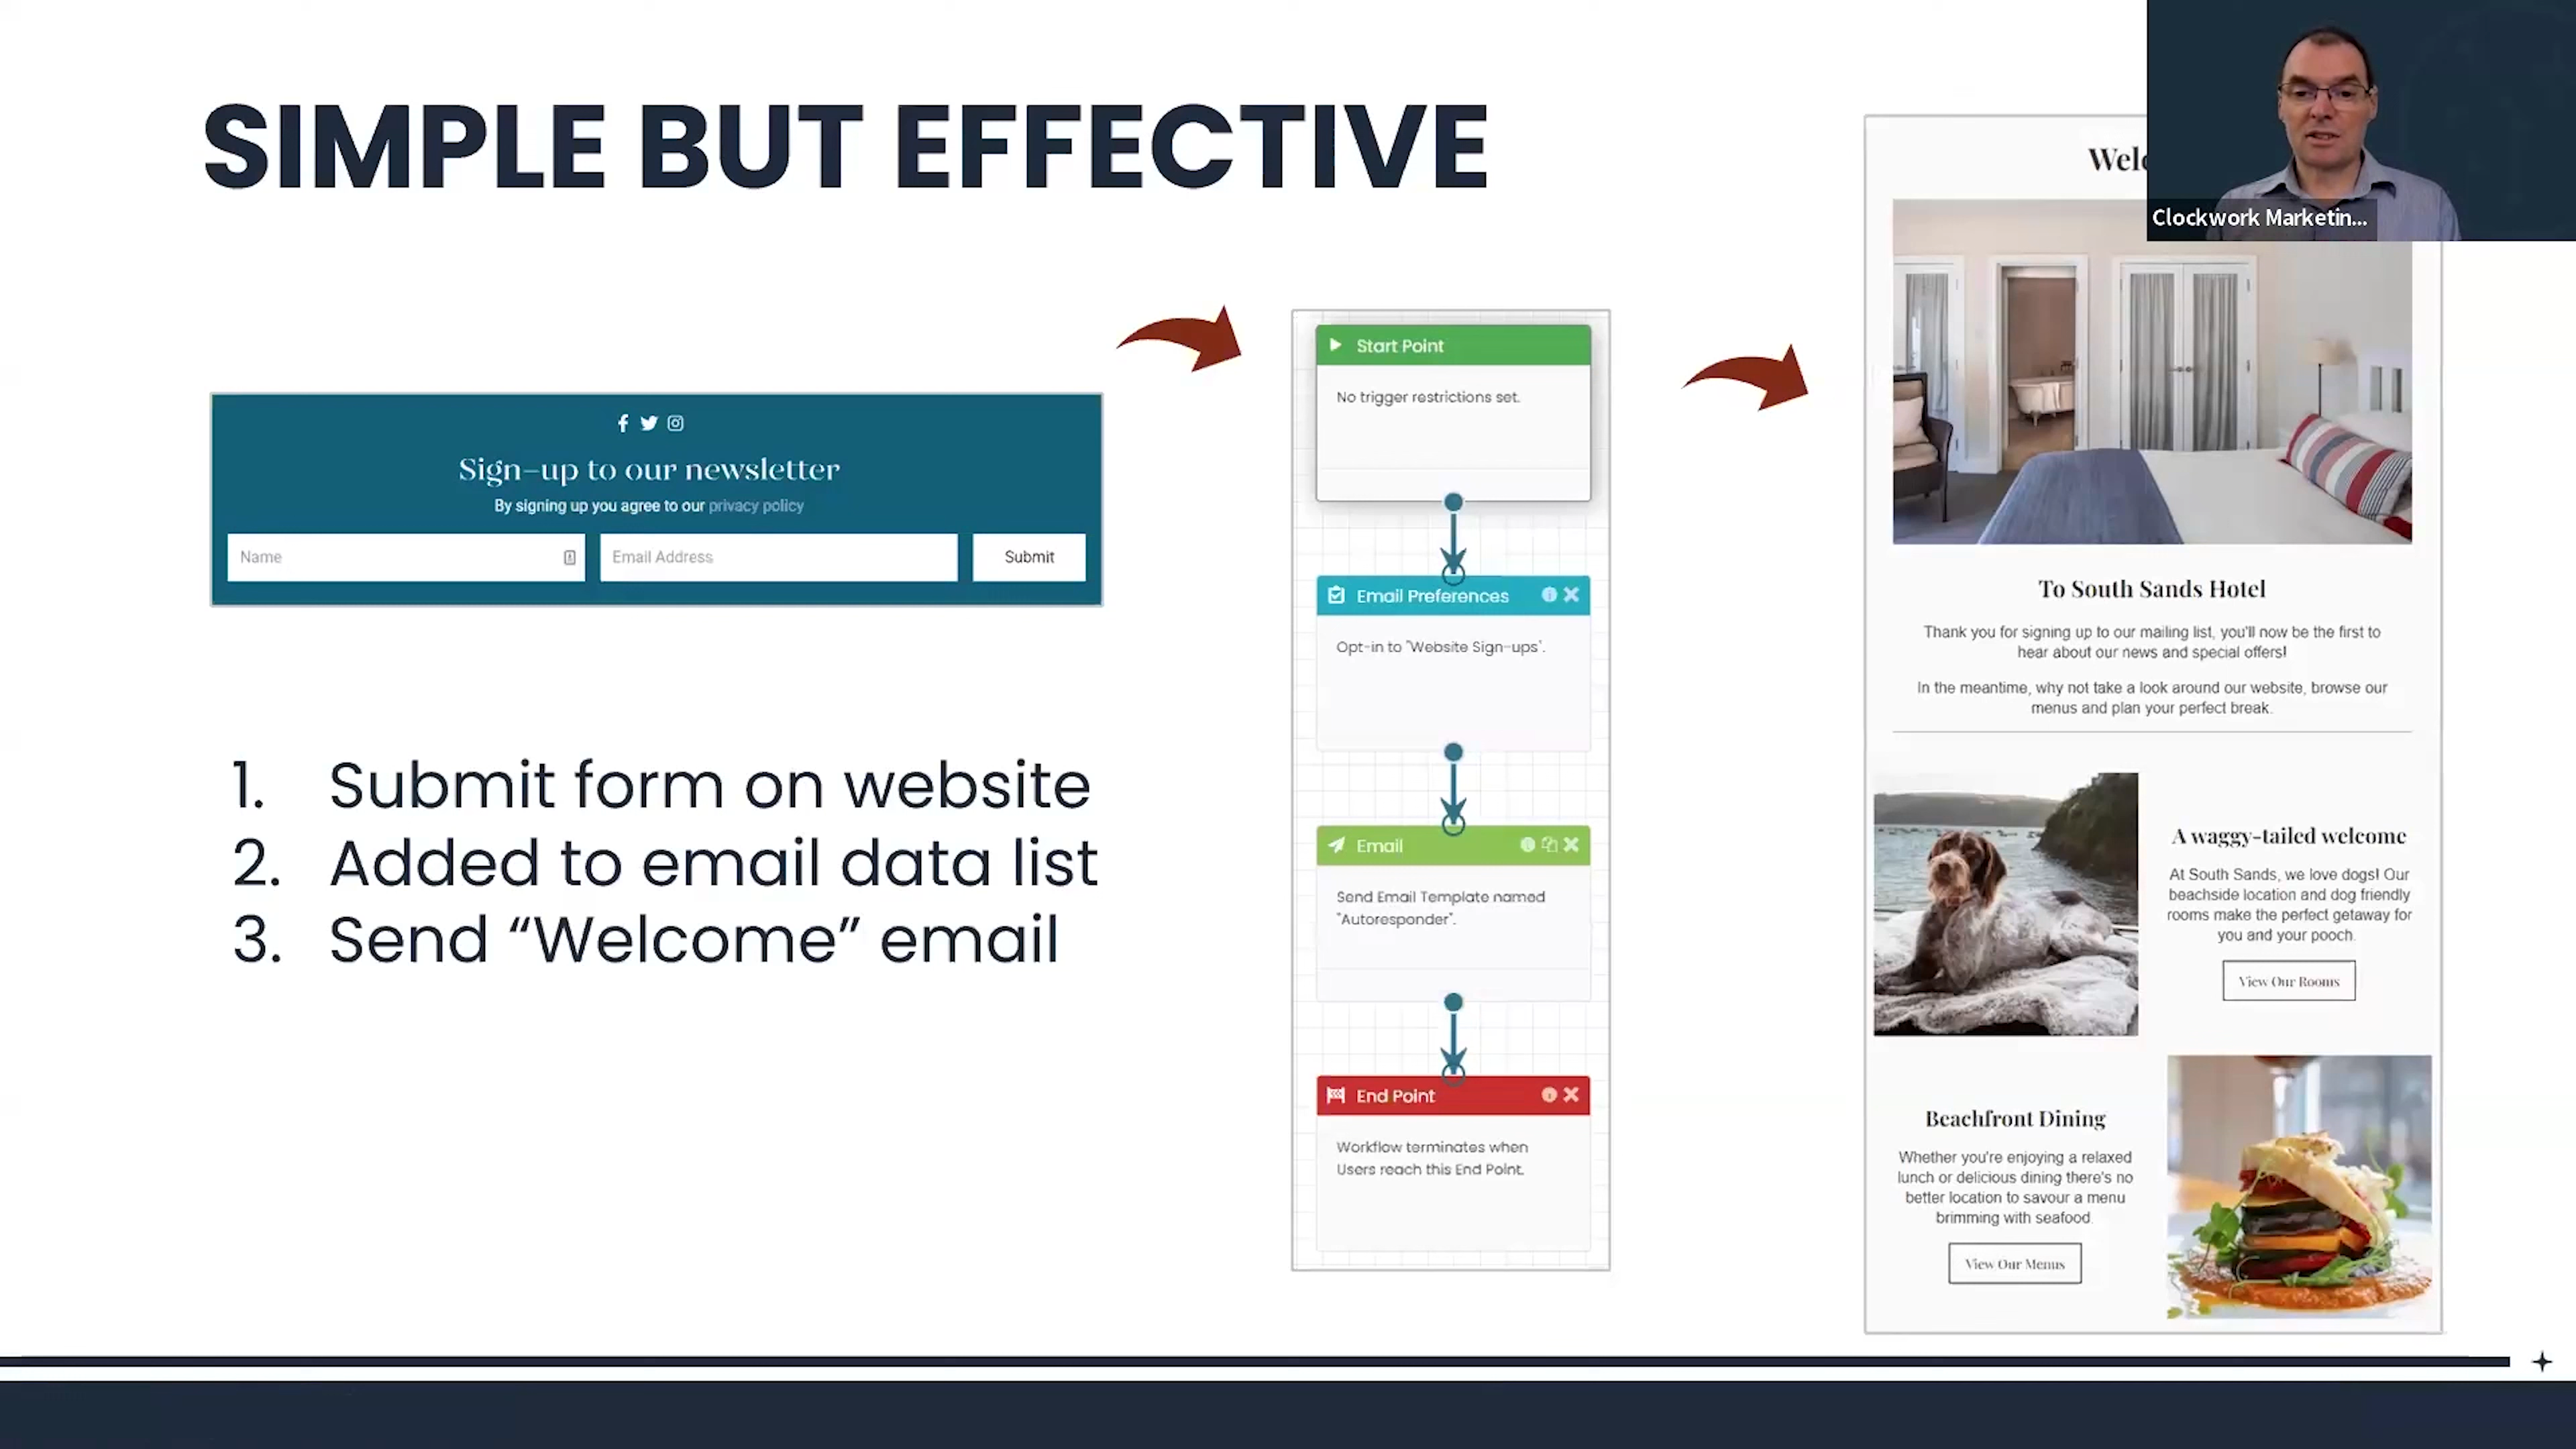 SIMPLE BUT EFFECTIVE
Sign-up to our newsletter
By signing up you agree to our privacy policy
Name
Email Address
Submit
1. Submit form on website
2. Added to email data list
3. Send “Welcome” email
Start Point
No trigger restrictions set.
Email Preferences
Opt-in to "Website Sign-ups".
Email
Send Email Template named
"Autoresponder".
End Point
Workflow terminates when
Users reach this End Point.
Clockwork Marketin...
To South Sands Hotel
Thank you for signing up to our mailing list, you'll now be the first to
hear about our news and special offers!
In the meantime, why not take a look around our website, browse our
menus and plan your perfect break.
A waggy-tailed welcome
At South Sands, we love dogs! Our
beachside location and dog friendly
rooms make the perfect getaway for
you and your pooch.
View Our Rooms
Beachfront Dining
Whether you're enjoying a relaxed
lunch or delicious dining there's no
better location to savour a menu
brimming with seafood.
View Our Menus